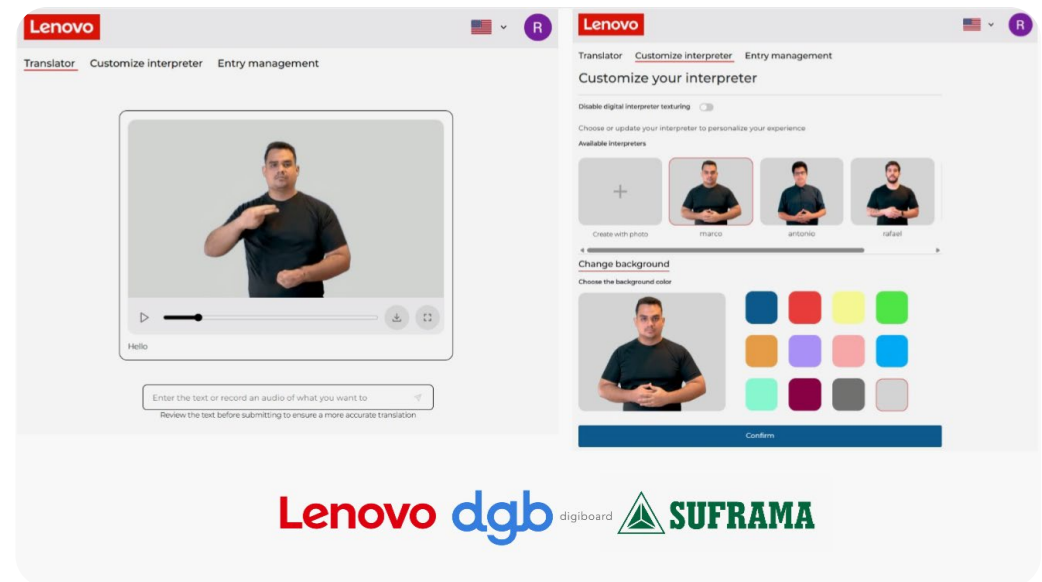 Lenovo
R
Translator Customize interpreter Entry management
Hello
Enter the text or record an audio of what you want to
Review the text before submitting to ensure a more accurate translation
Lenovo
R
Translator Customize interpreter Entry management
Customize your interpreter
Disable digital interpreter texturing
Choose or update your interpreter to personalize your experience
Available interpreters
Create with photo marco antonio rafael
Change background
Choose the background color
Confirm
Lenovo dgb digiboard SUFRAMA